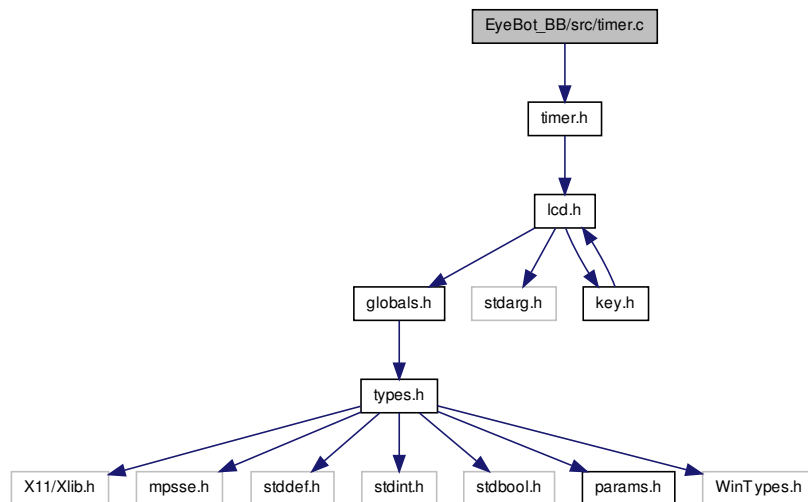 EyeBot_BB/src/timer.c
timer.h
lcd.h
globals.h
stdarg.h
key.h
types.h
X11/Xlib.h
mpsse.h
stddef.h
stdint.h
stdbool.h
params.h
WinTypes.h